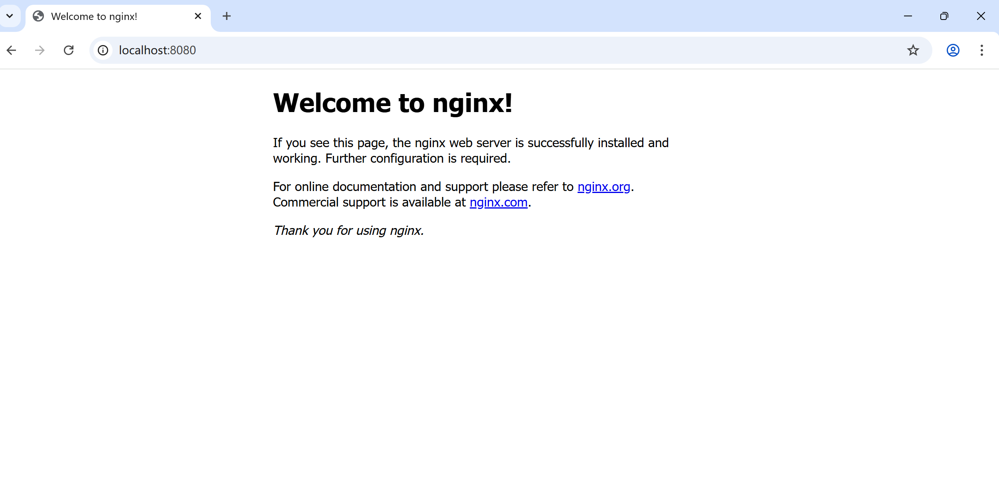 Welcome to nginx!
localhost:8080
Welcome to nginx!
If you see this page, the nginx web server is successfully installed and
working. Further configuration is required.
For online documentation and support please refer to nginx.org.
Commercial support is available at nginx.com.
Thank you for using nginx.